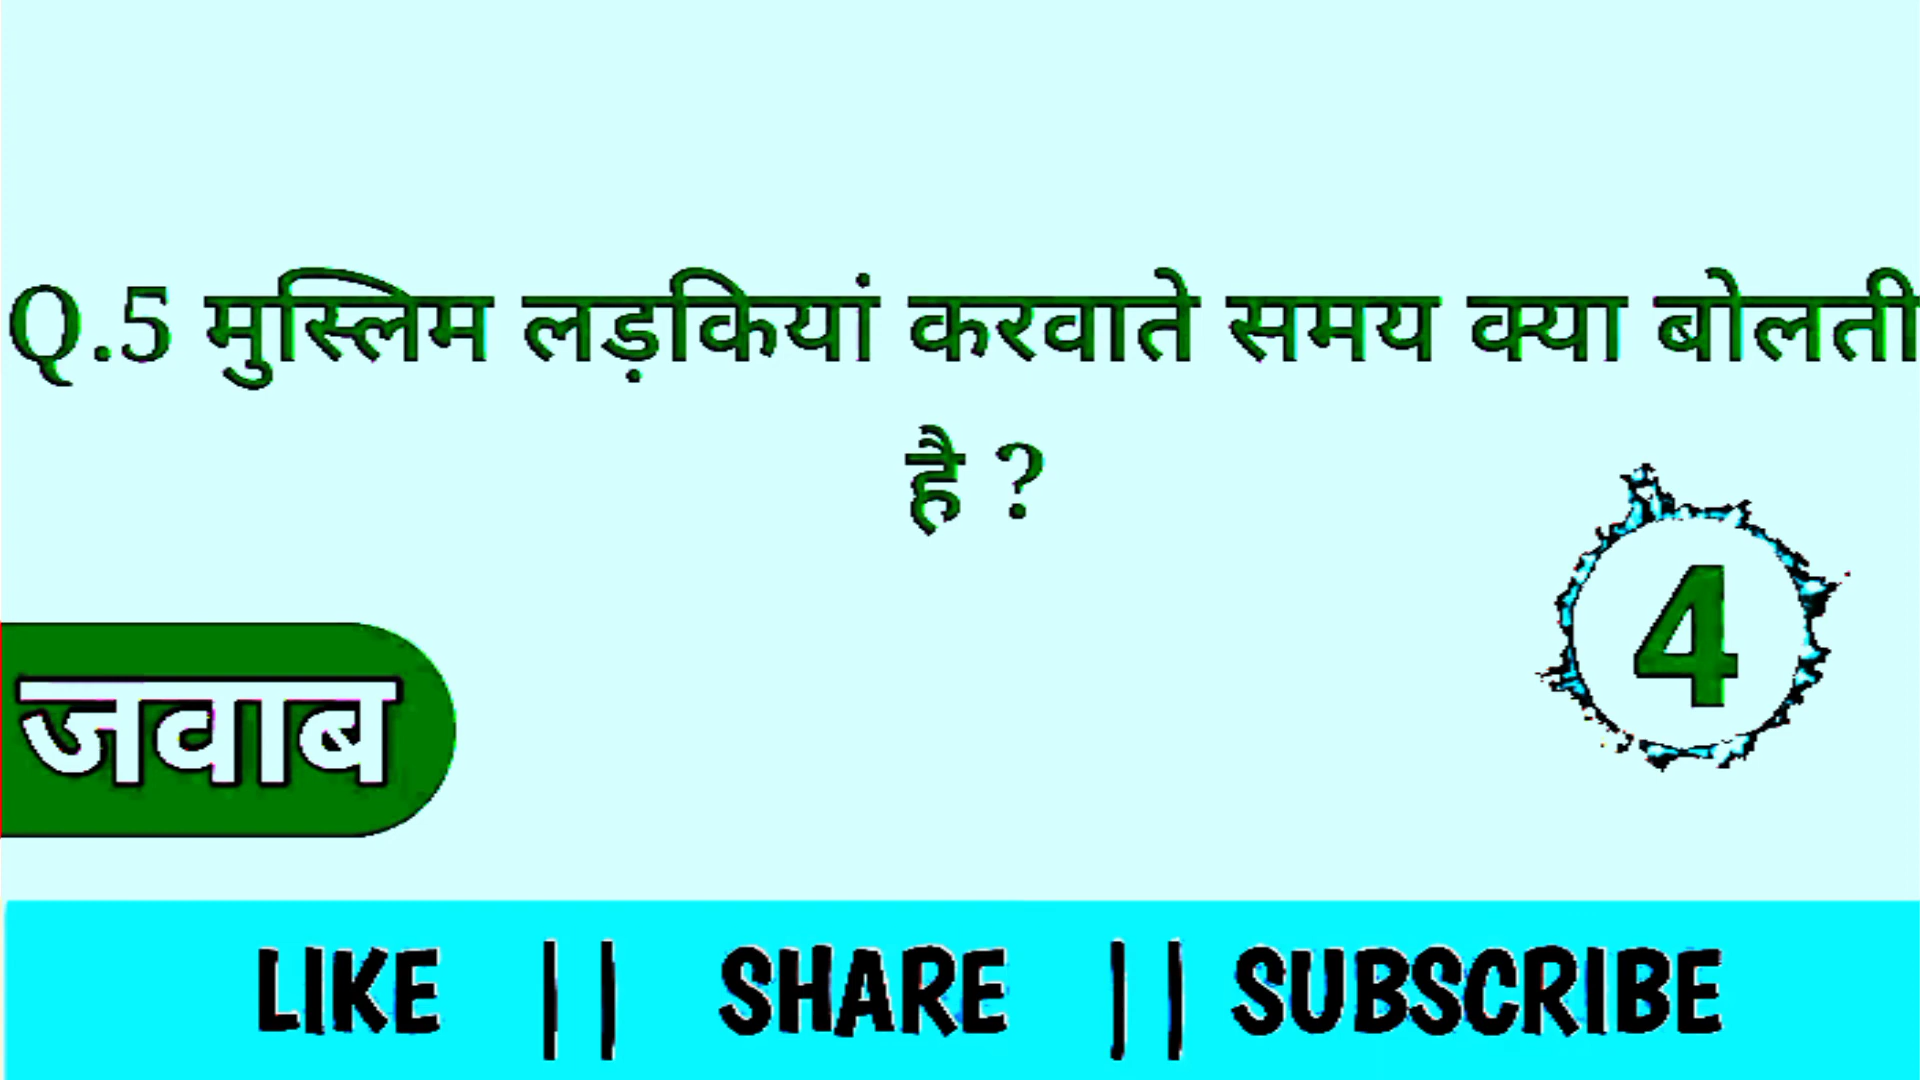 Q.5 मुस्लिम लड़कियां करवाते समय क्या बोलती
है ?
4
जवाब
LIKE || SHARE || SUBSCRIBE